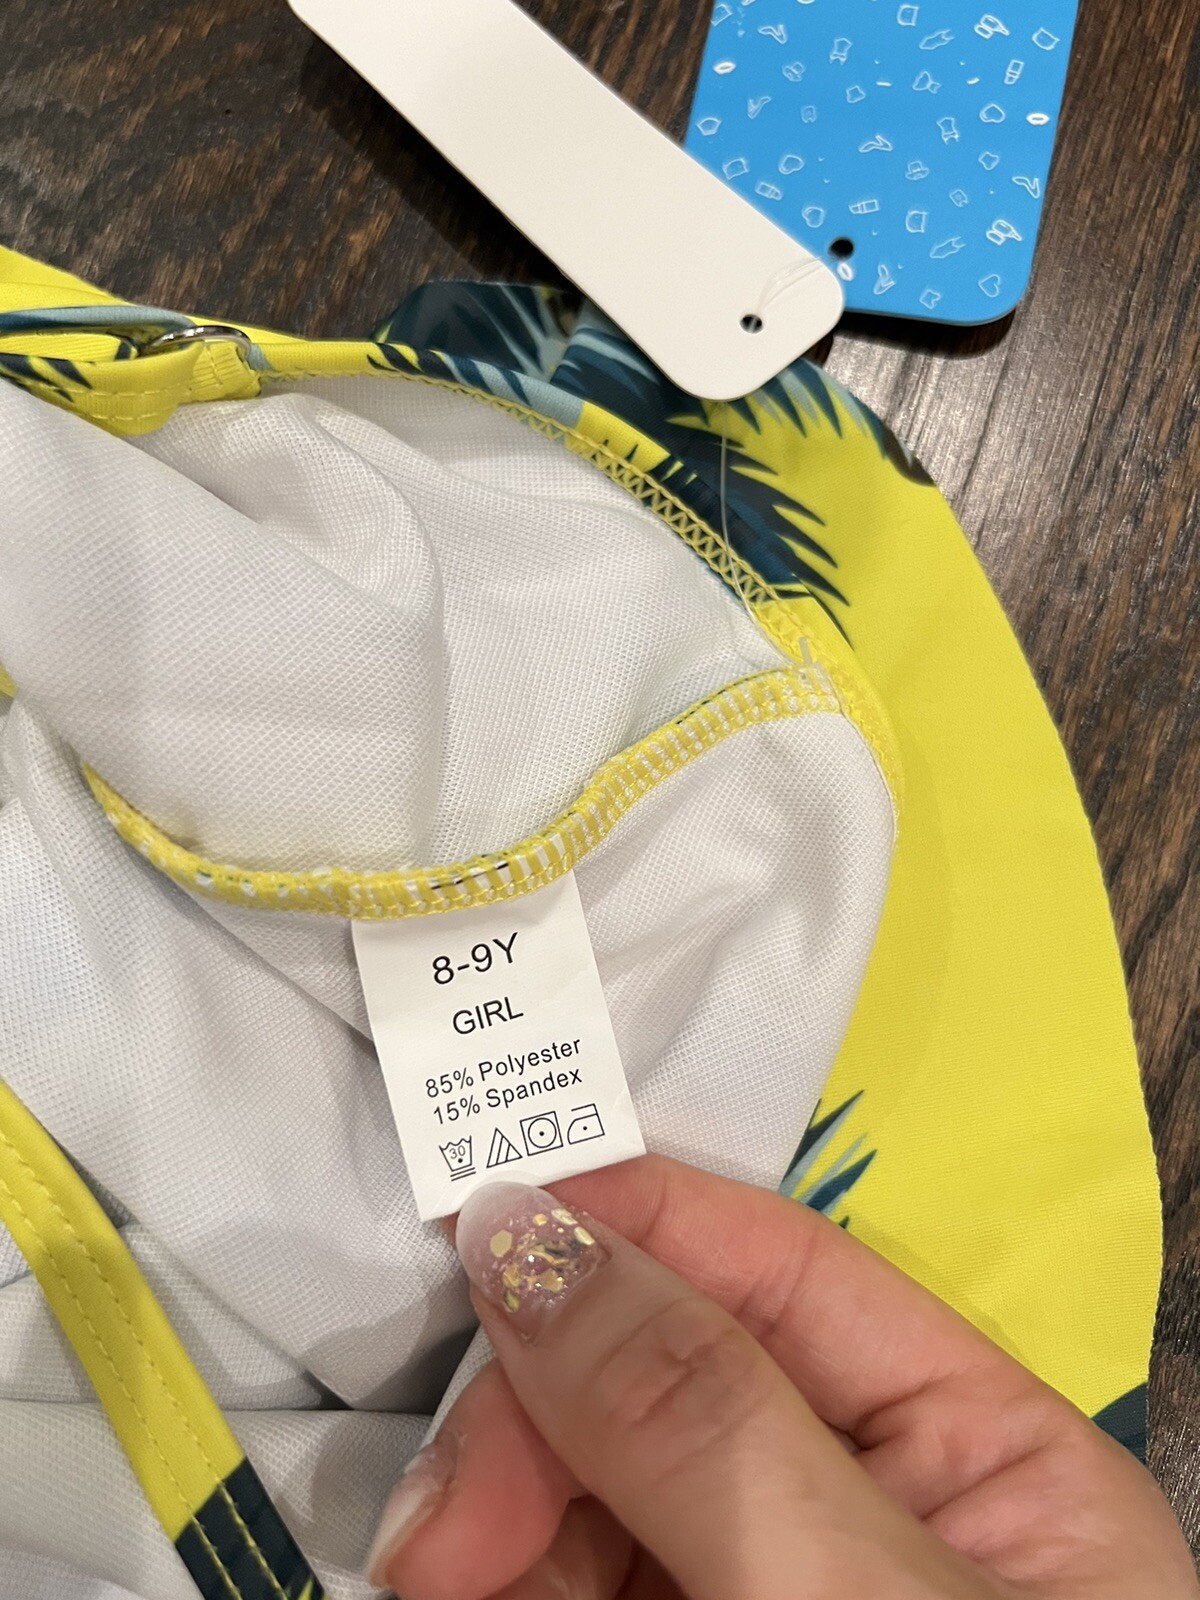 8-9Y
GIRL
85% Polyester
15% Spandex
30